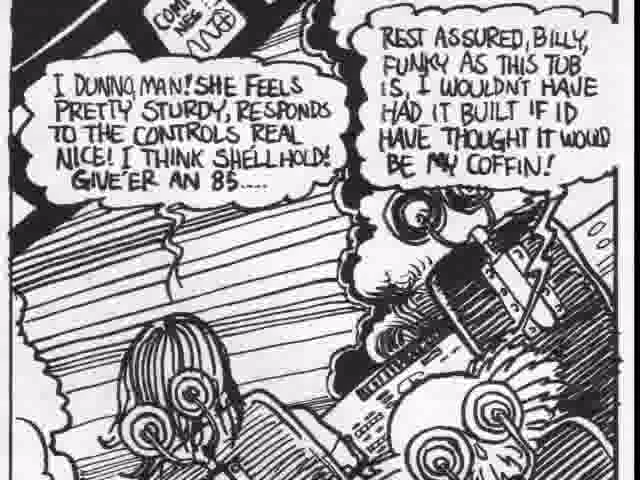 COMIX
NEE
I DUNNO, MAN! SHE FEELS
PRETTY STURDY, RESPONDS
TO THE CONTROLS REAL
NICE! I THINK SHE'LL HOLD!
GIVE'ER AN 85....
REST ASSURED, BILLY,
FUNKY AS THIS TUB
IS, I WOULDN'T HAVE
HAD IT BUILT IF I'D
HAVE THOUGHT IT WOULD
BE MY COFFIN!